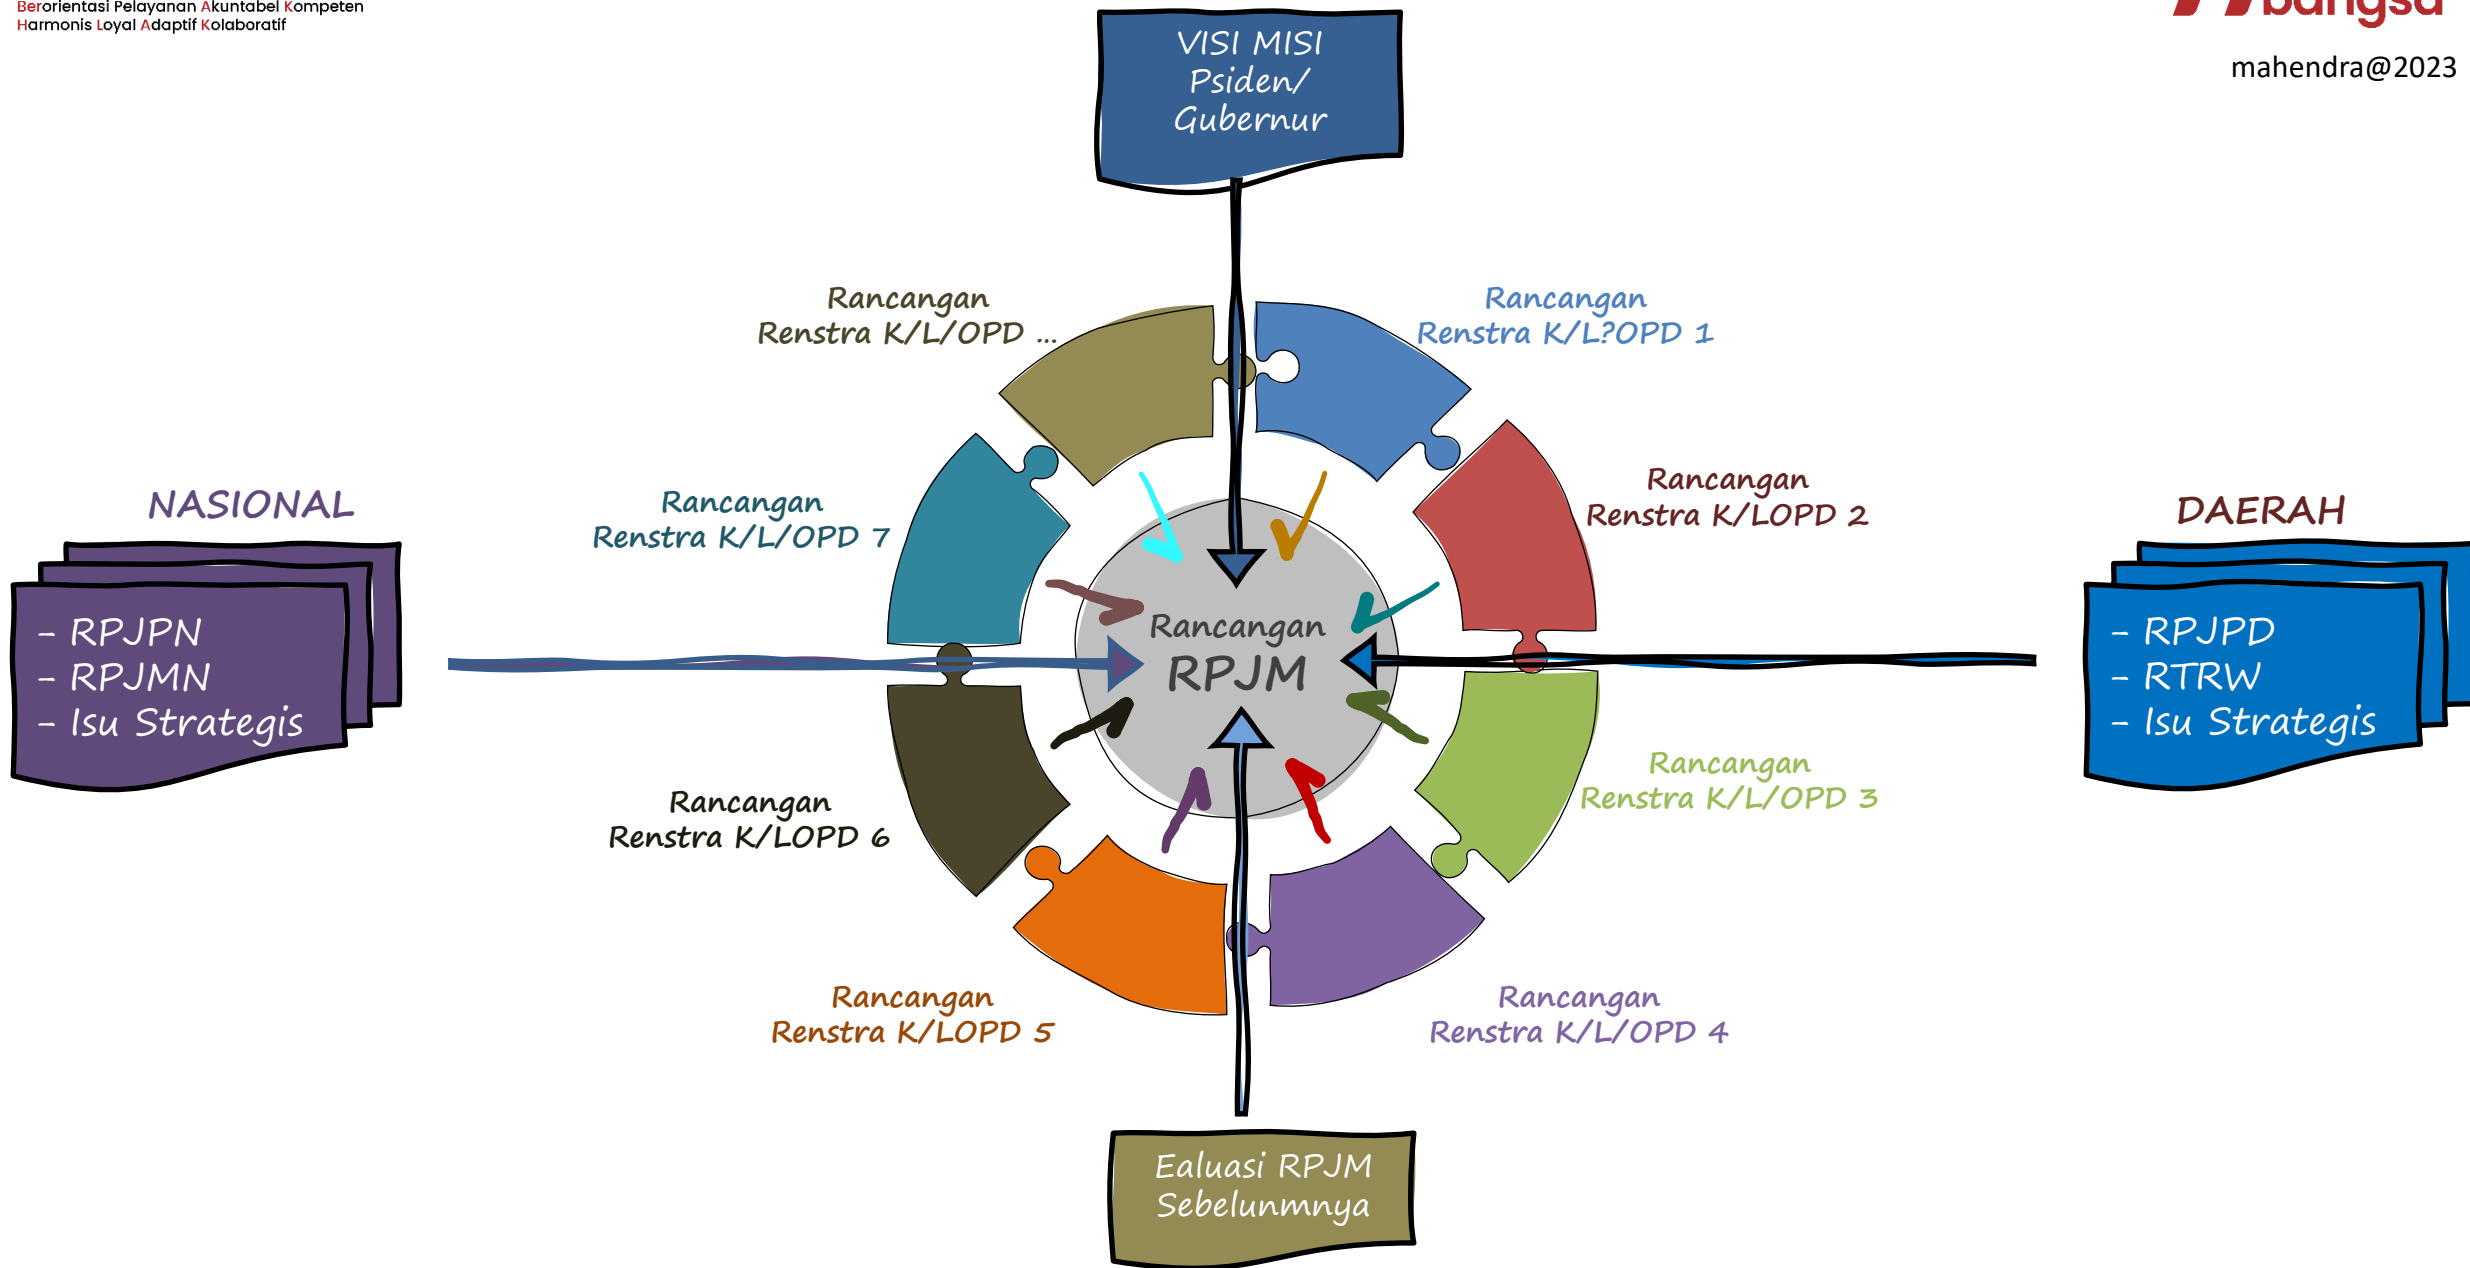 Berorientasi Pelayanan Akuntabel Kompeten
Harmonis Loyal Adaptif Kolaboratif
bangsa
mahendra@2023
VISI MISI
Psiden/
Gubernur
Rancangan
Renstra K/L/OPD ...
Rancangan
Renstra K/L?OPD 1
Rancangan
Renstra K/LOPD 2
Rancangan
Renstra K/L/OPD 7
NASIONAL
- RPJPN
- RPJMN
- Isu Strategis
Rancangan
RPJM
DAERAH
- RPJPD
- RTRW
- Isu Strategis
Rancangan
Renstra K/L/OPD 3
Rancangan
Renstra K/LOPD 6
Rancangan
Renstra K/LOPD 5
Rancangan
Renstra K/L/OPD 4
Ealuasi RPJM
Sebelunmnya